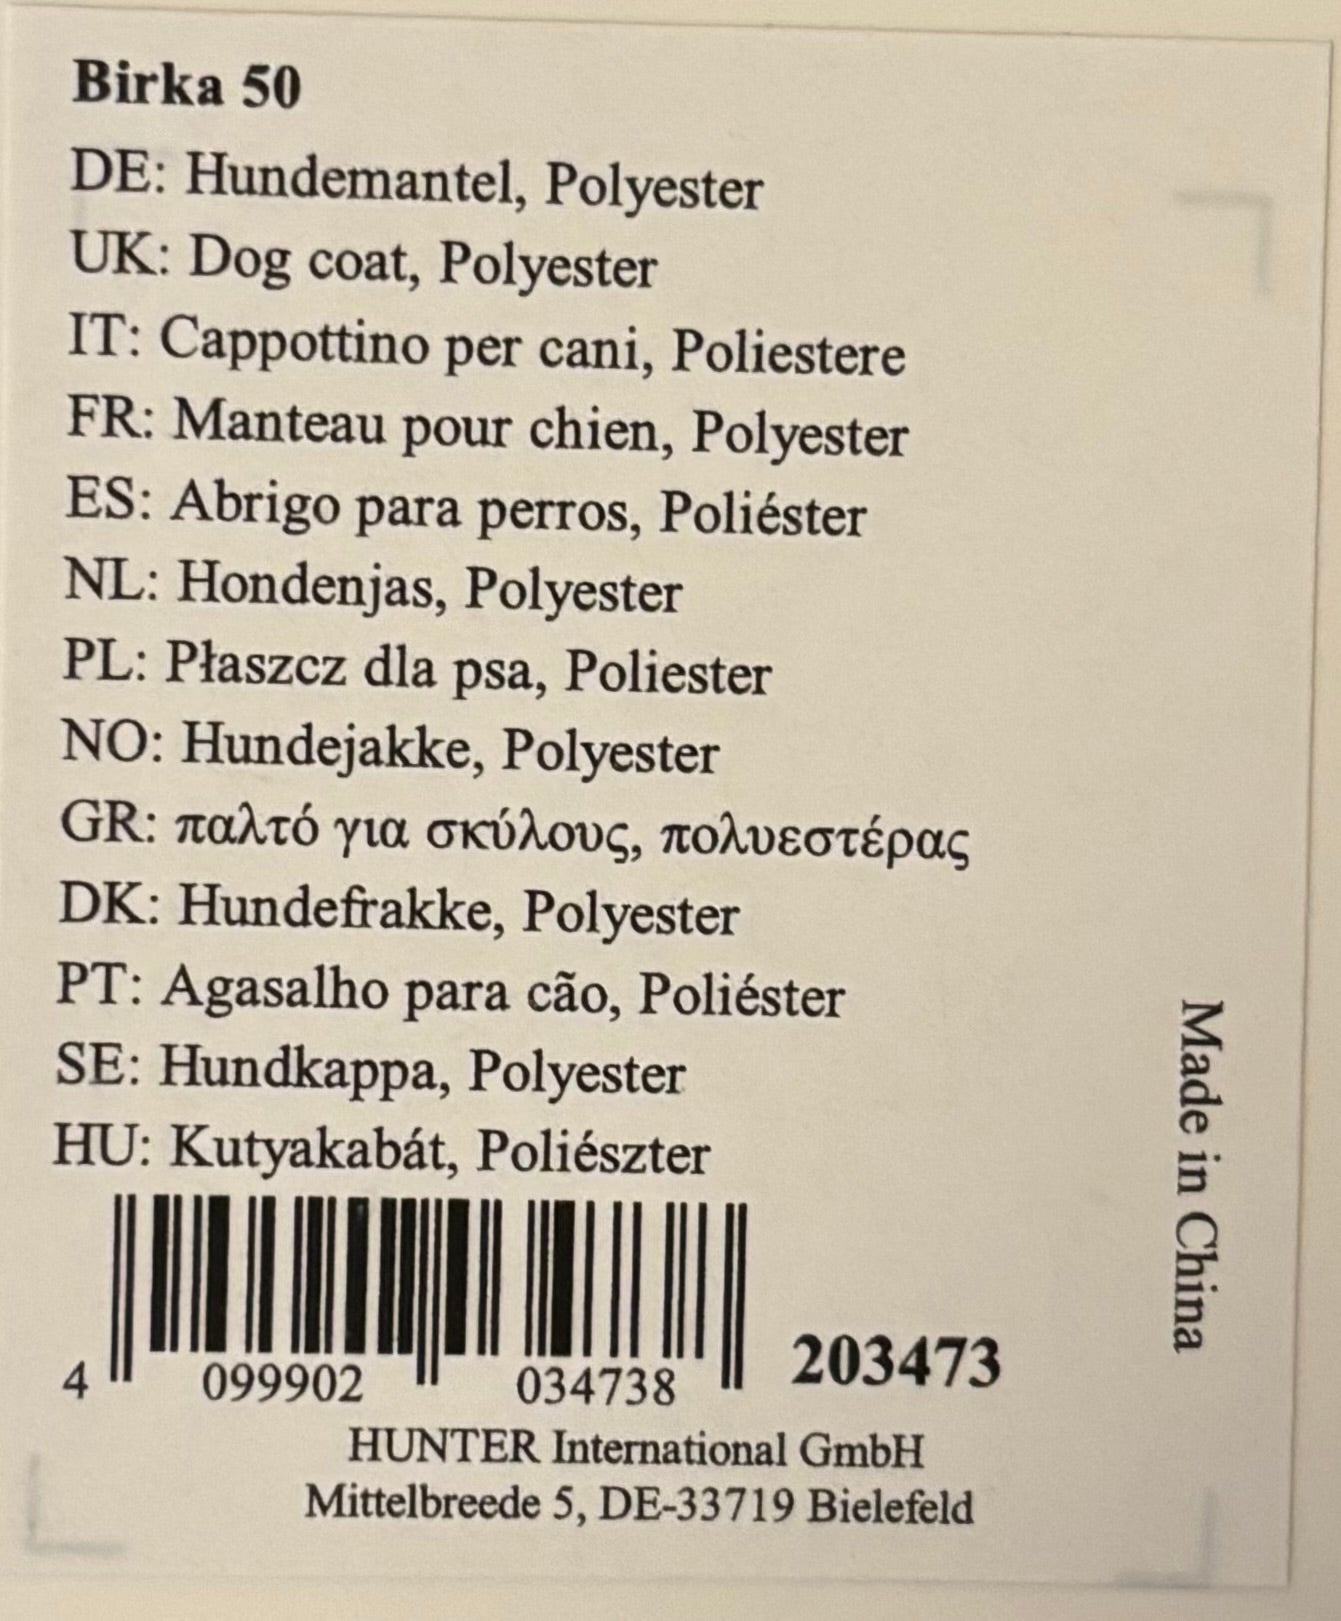 Birka 50
DE: Hundemantel, Polyester
UK: Dog coat, Polyester
IT: Cappottino per cani, Poliestere
FR: Manteau pour chien, Polyester
ES: Abrigo para perros, Poliéster
NL: Hondenjas, Polyester
PL: Płaszcz dla psa, Poliester
NO: Hundejakke, Polyester
GR: παλτό για σκύλους, πολυεστέρας
DK: Hundefrakke, Polyester
PT: Agasalho para cão, Poliéster
SE: Hundkappa, Polyester
HU: Kutyakabát, Poliészter
Made in China
4 099902 034738
203473
HUNTER International GmbH
Mittelbreede 5, DE-33719 Bielefeld